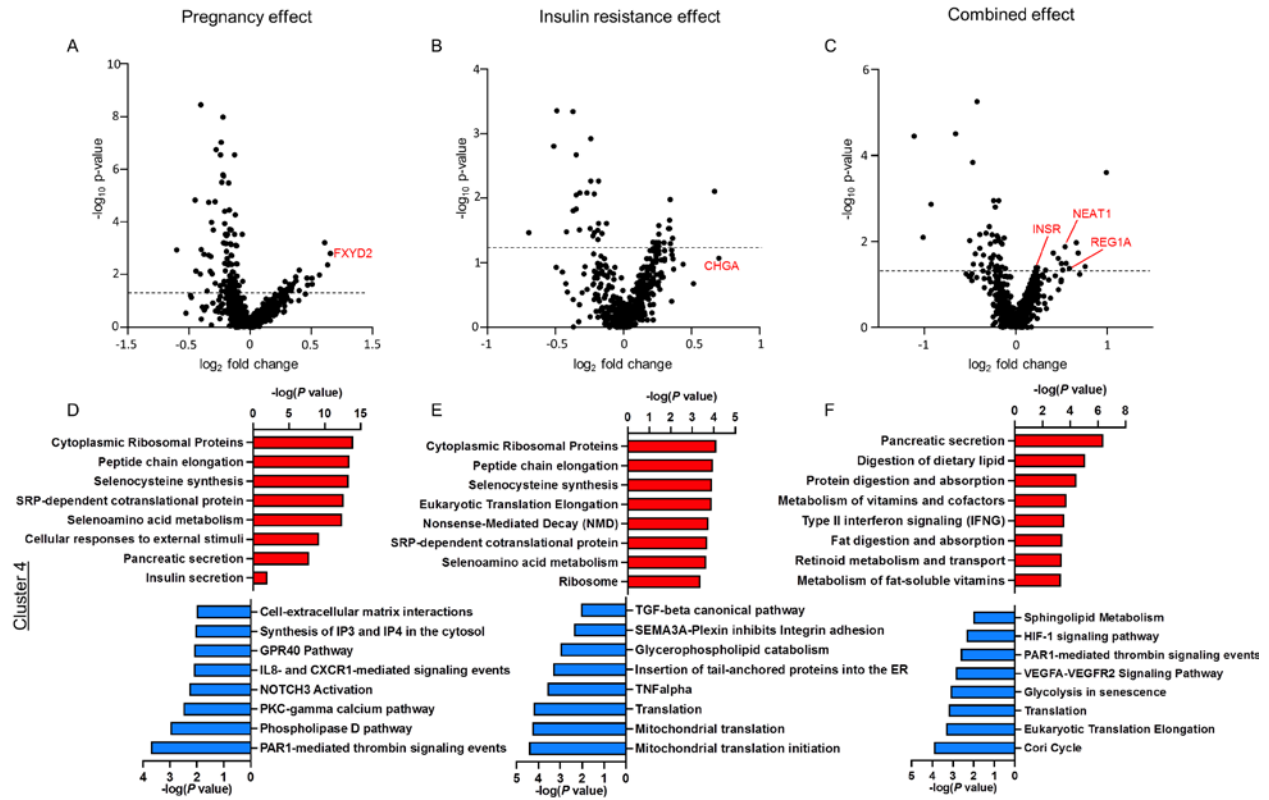 Pregnancy effect
Insulin resistance effect
Combined effect
A
10
8
6
4
2
0
-log10 p-value
-1.5
-0.5
0
0.5
1.5
log2 fold change
FXYD2
B
4
3
2
1
0
-log10 p-value
-1
-0.5
0
0.5
1
log2 fold change
CHGA
C
6
4
2
0
-log10 p-value
-1
0
1
log2 fold change
INSR
NEAT1
REG1A
Cluster 4
D
-log(P value)
0 5 10 15
Cytoplasmic Ribosomal Proteins
Peptide chain elongation
Selenocysteine synthesis
SRP-dependent cotranslational protein
Selenoamino acid metabolism
Cellular responses to external stimuli
Pancreatic secretion
Insulin secretion
Cell-extracellular matrix interactions
Synthesis of IP3 and IP4 in the cytosol
GPR40 Pathway
IL8- and CXCR1-mediated signaling events
NOTCH3 Activation
PKC-gamma calcium pathway
Phospholipase D pathway
PAR1-mediated thrombin signaling events
4 3 2 1 0
-log(P value)
E
-log(P value)
0 1 2 3 4 5
Cytoplasmic Ribosomal Proteins
Peptide chain elongation
Selenocysteine synthesis
Eukaryotic Translation Elongation
Nonsense-Mediated Decay (NMD)
SRP-dependent cotranslational protein
Selenoamino acid metabolism
Ribosome
TGF-beta canonical pathway
SEMA3A-Plexin inhibits Integrin adhesion
Glycerophospholipid catabolism
Insertion of tail-anchored proteins into the ER
TNFalpha
Translation
Mitochondrial translation
Mitochondrial translation initiation
5 4 3 2 1 0
-log(P value)
F
-log(P value)
0 2 4 6 8
Pancreatic secretion
Digestion of dietary lipid
Protein digestion and absorption
Metabolism of vitamins and cofactors
Type II interferon signaling (IFNG)
Fat digestion and absorption
Retinoid metabolism and transport
Metabolism of fat-soluble vitamins
Sphingolipid Metabolism
HIF-1 signaling pathway
PAR1-mediated thrombin signaling events
VEGFA-VEGFR2 Signaling Pathway
Glycolysis in senescence
Translation
Eukaryotic Translation Elongation
Cori Cycle
5 4 3 2 1 0
-log(P value)